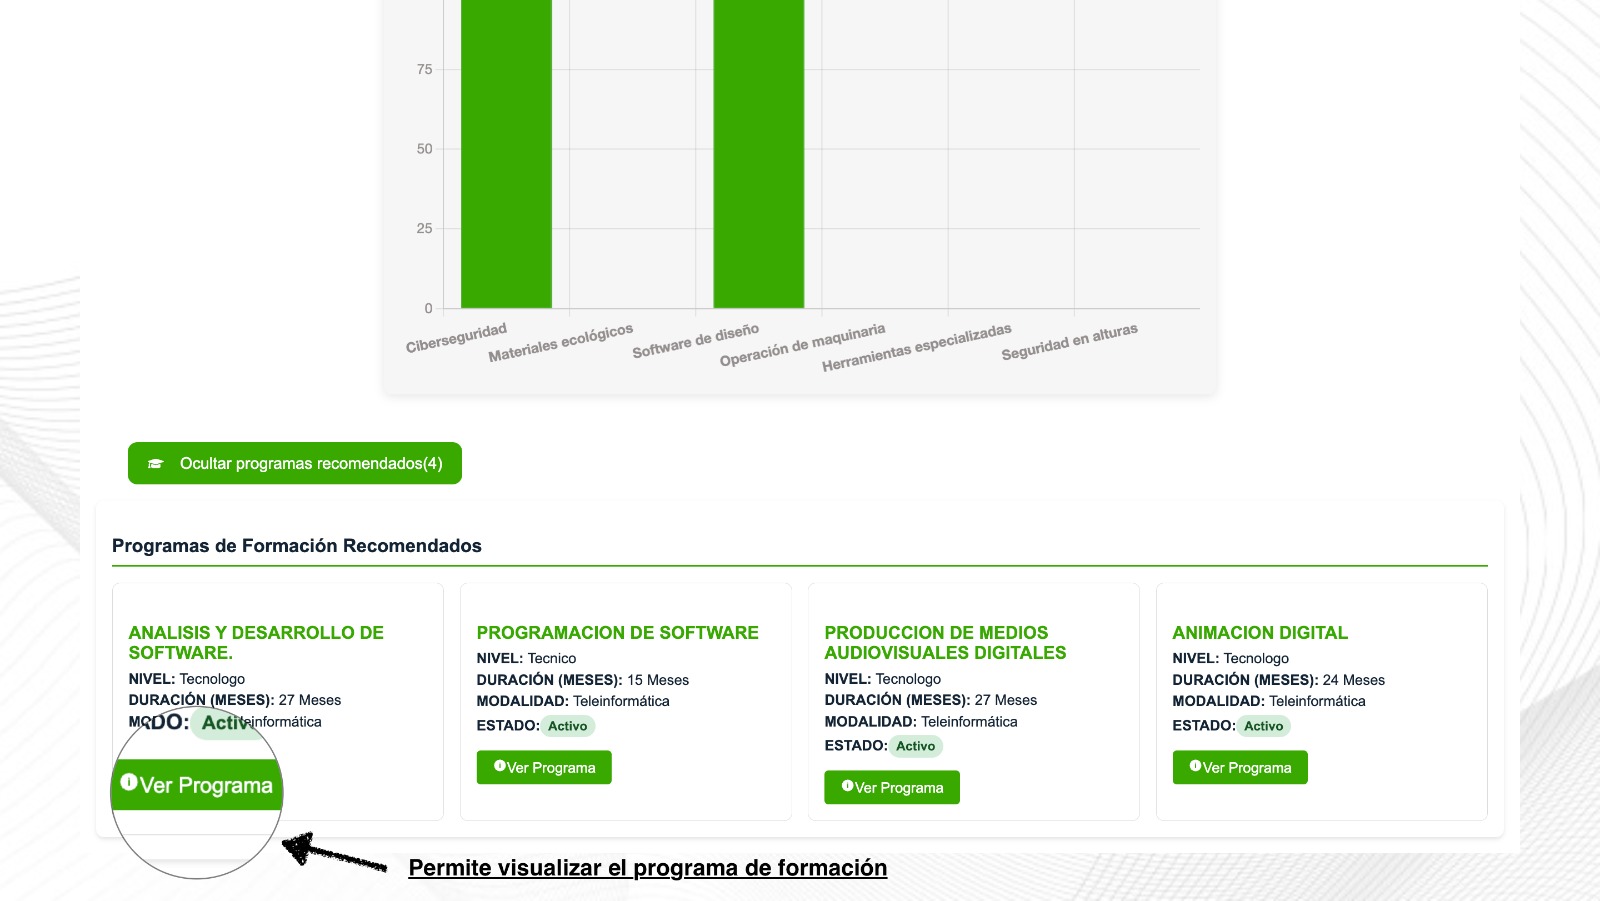 75
50
25
0
Ciberseguridad
Materiales ecológicos
Software de diseño
Operación de maquinaria
Herramientas especializadas
Seguridad en alturas
Ocultar programas recomendados(4)
Programas de Formación Recomendados
ANALISIS Y DESARROLLO DE
SOFTWARE.
NIVEL: Tecnologo
DURACIÓN (MESES): 27 Meses
MODALIDAD: Teleinformática
ADO: Activ
Ver Programa
PROGRAMACION DE SOFTWARE
NIVEL: Tecnico
DURACIÓN (MESES): 15 Meses
MODALIDAD: Teleinformática
ESTADO: Activo
Ver Programa
PRODUCCION DE MEDIOS
AUDIOVISUALES DIGITALES
NIVEL: Tecnologo
DURACIÓN (MESES): 27 Meses
MODALIDAD: Teleinformática
ESTADO: Activo
Ver Programa
ANIMACION DIGITAL
NIVEL: Tecnologo
DURACIÓN (MESES): 24 Meses
MODALIDAD: Teleinformática
ESTADO: Activo
Ver Programa
Permite visualizar el programa de formación